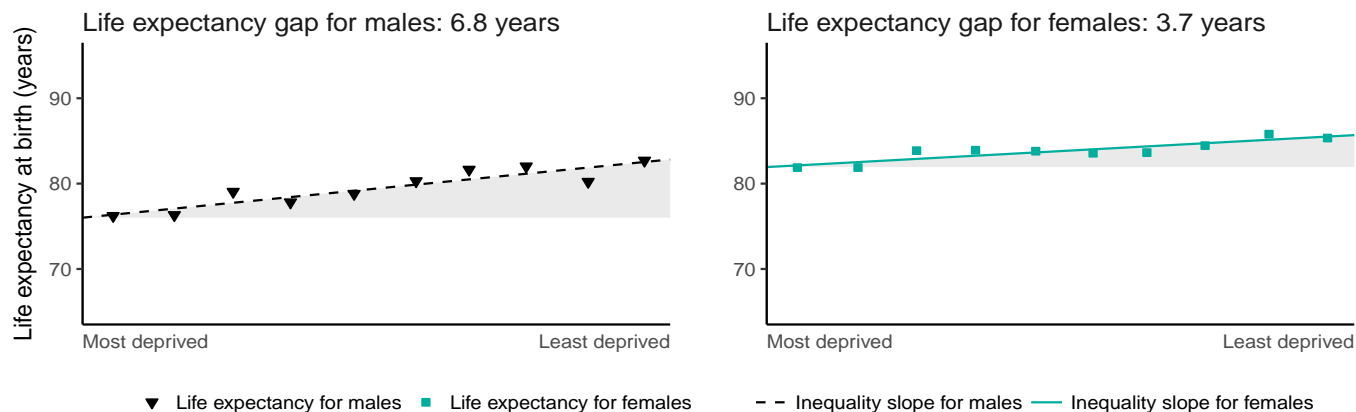 Life expectancy gap for males: 6.8 years
Life expectancy gap for females: 3.7 years
Life expectancy at birth (years)
90
80
70
90
80
70
Most deprived
Least deprived
Most deprived
Least deprived
Life expectancy for males
Life expectancy for females
Inequality slope for males
Inequality slope for females